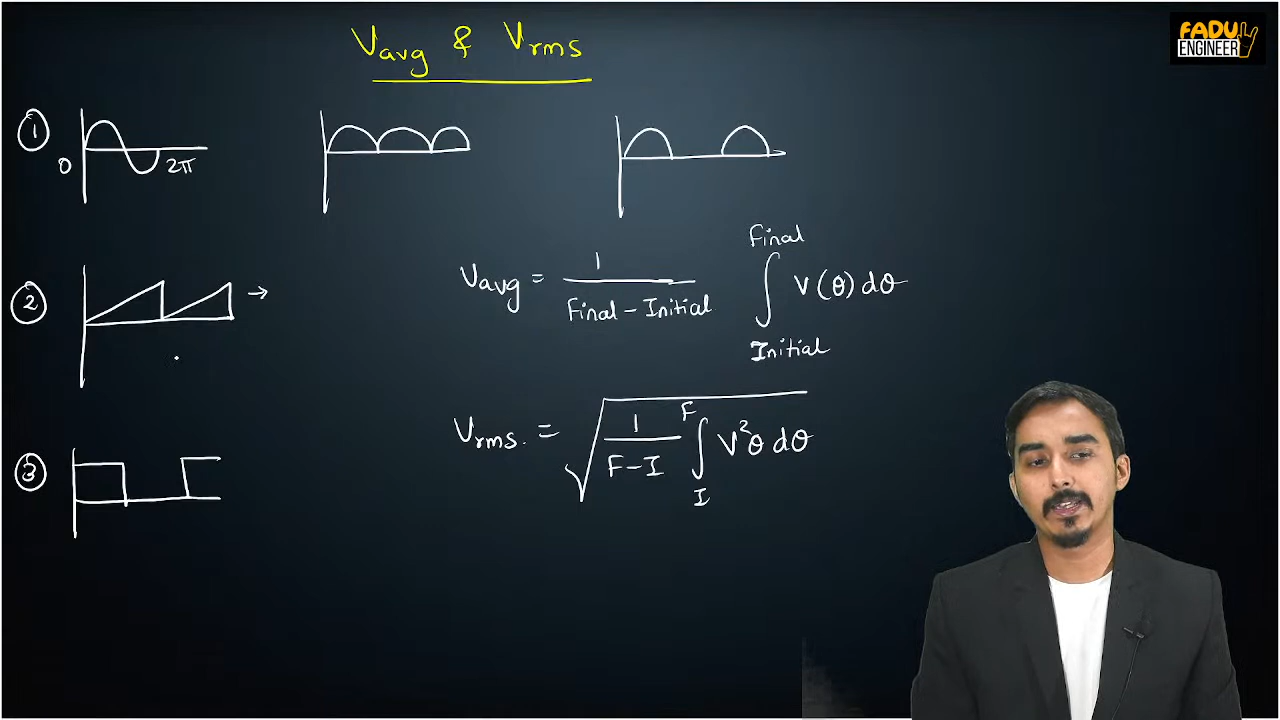 Vavg & Vrms
FADU
ENGINEER
1
0
2π
2
Final
Vavg = 1 / Final - Initial ∫ V(θ) dθ
Initial
Vrms. = √ 1 / F-I ∫ V²θ dθ
F
I
3